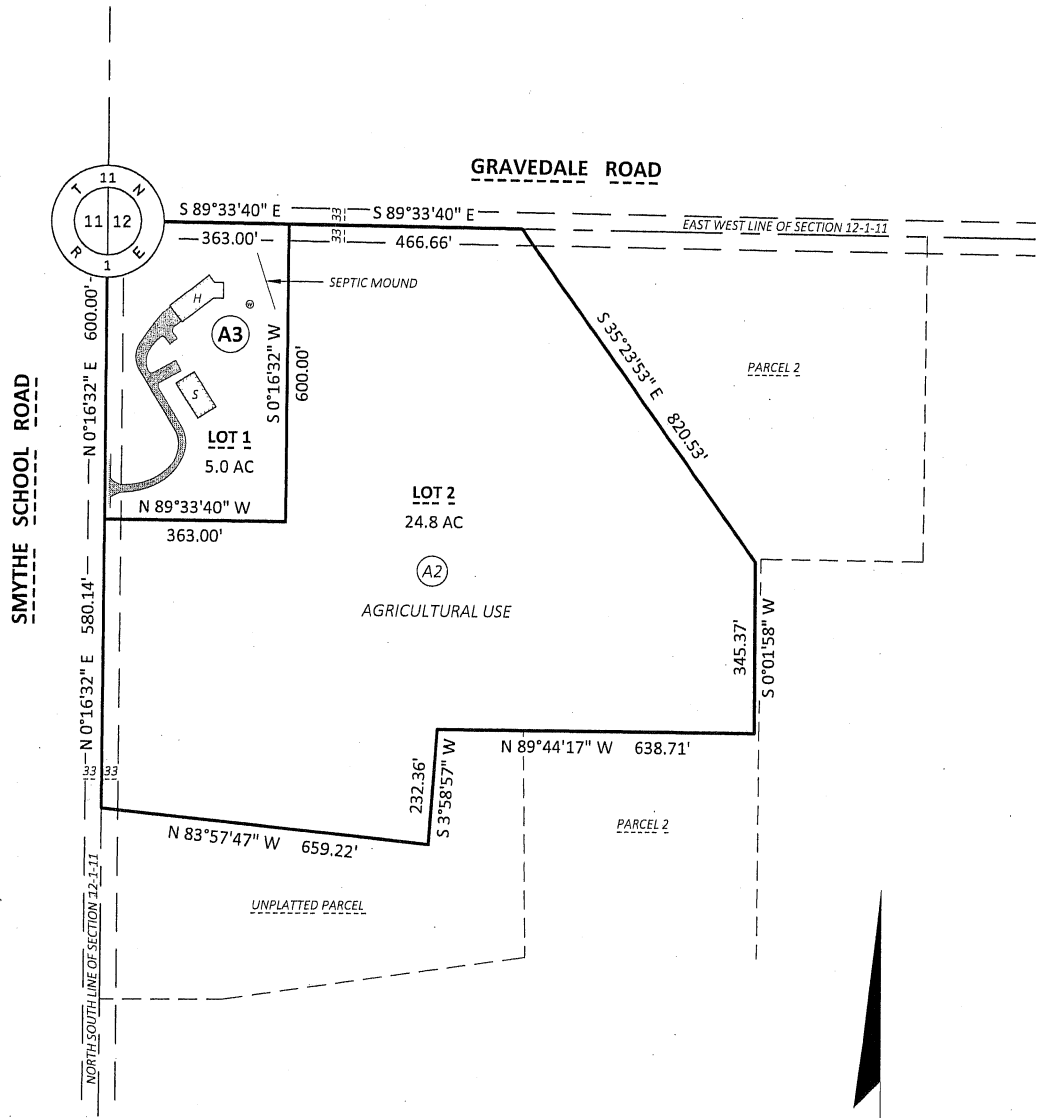 GRAVEDALE ROAD
T 11 N
11 12
R 1 E
S 89°33'40" E
363.00'
33
33
S 89°33'40" E
466.66'
EAST WEST LINE OF SECTION 12-1-11
SEPTIC MOUND
H
W
A3
S
S 0°16'32" W
600.00'
N 0°16'32" E 600.00'
LOT 1
5.0 AC
N 89°33'40" W
363.00'
SMYTHE SCHOOL ROAD
S 35°23'53" E 820.53'
PARCEL 2
LOT 2
24.8 AC
A2
AGRICULTURAL USE
N 0°16'32" E 580.14'
345.37'
S 0°01'58" W
N 89°44'17" W 638.71'
232.36'
S 3°58'57" W
33 33
N 83°57'47" W 659.22'
PARCEL 2
UNPLATTED PARCEL
NORTH SOUTH LINE OF SECTION 12-1-11